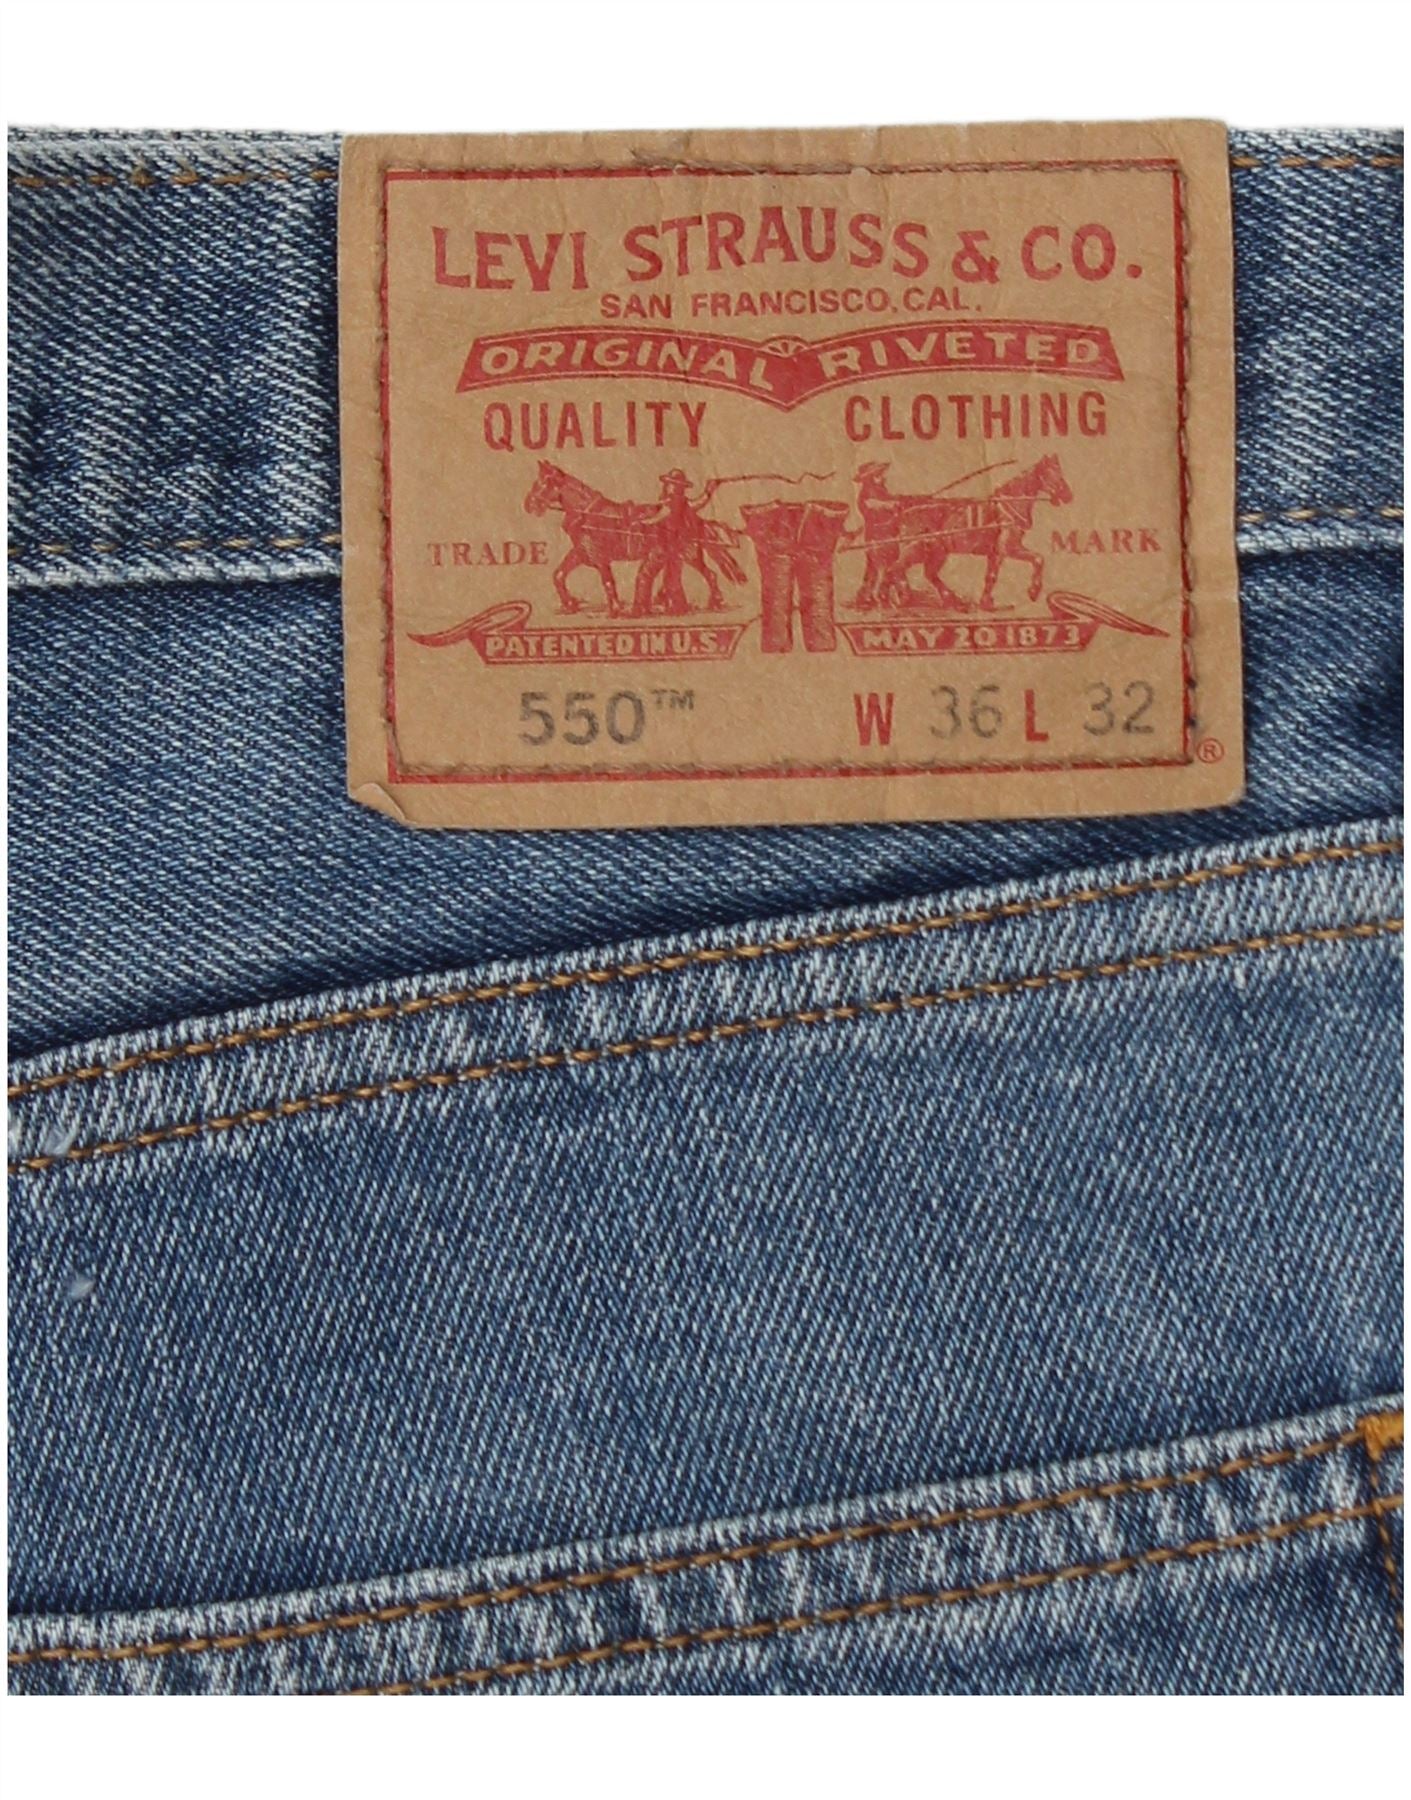 LEVI STRAUSS & CO.
SAN FRANCISCO, CAL.
ORIGINAL RIVETED
QUALITY CLOTHING
TRADE MARK
PATENTED IN U.S. MAY 20 1873
550™ W 36 L 32
®